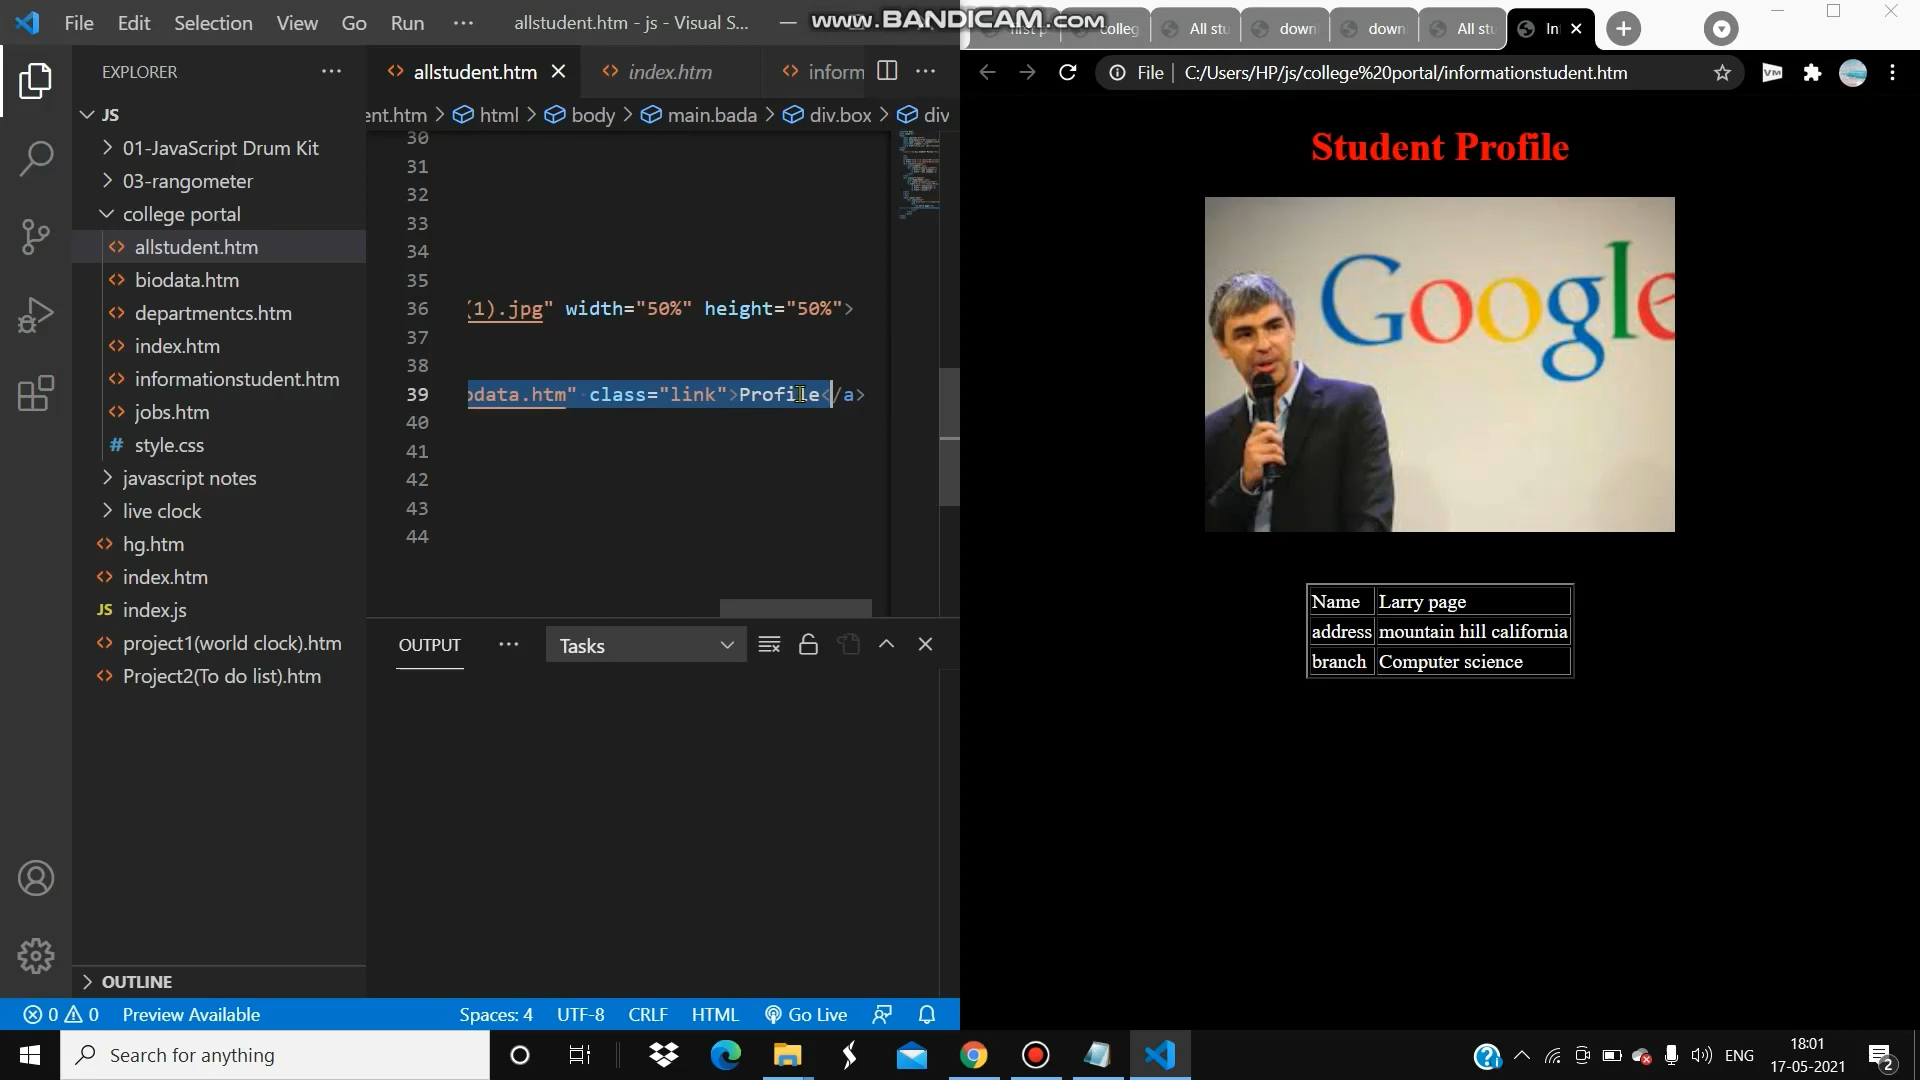 File Edit Selection View Go Run ··· allstudent.htm - js - Visual S...
www.BANDICAM.com
EXPLORER ···
JS
01-JavaScript Drum Kit
03-rangometer
college portal
allstudent.htm
biodata.htm
departmentcs.htm
index.htm
informationstudent.htm
jobs.htm
style.css
javascript notes
live clock
hg.htm
index.htm
JS index.js
project1(world clock).htm
Project2(To do list).htm
OUTLINE
allstudent.htm index.htm inform
ent.htm > html > body > main.bada > div.box > div
30
31
32
33
34
35
36 (1).jpg" width="50%" height="50%">
37
38
39 odata.htm" class="link">Profile</a>
40
41
42
43
44
OUTPUT ··· Tasks
0 0 Preview Available Spaces: 4 UTF-8 CRLF HTML Go Live
first p colleg All stu down down All stu In
File C:/Users/HP/js/college%20portal/informationstudent.htm
VM
Student Profile
Google
Name Larry page
address mountain hill california
branch Computer science
Search for anything
ENG
18:01
17-05-2021
2